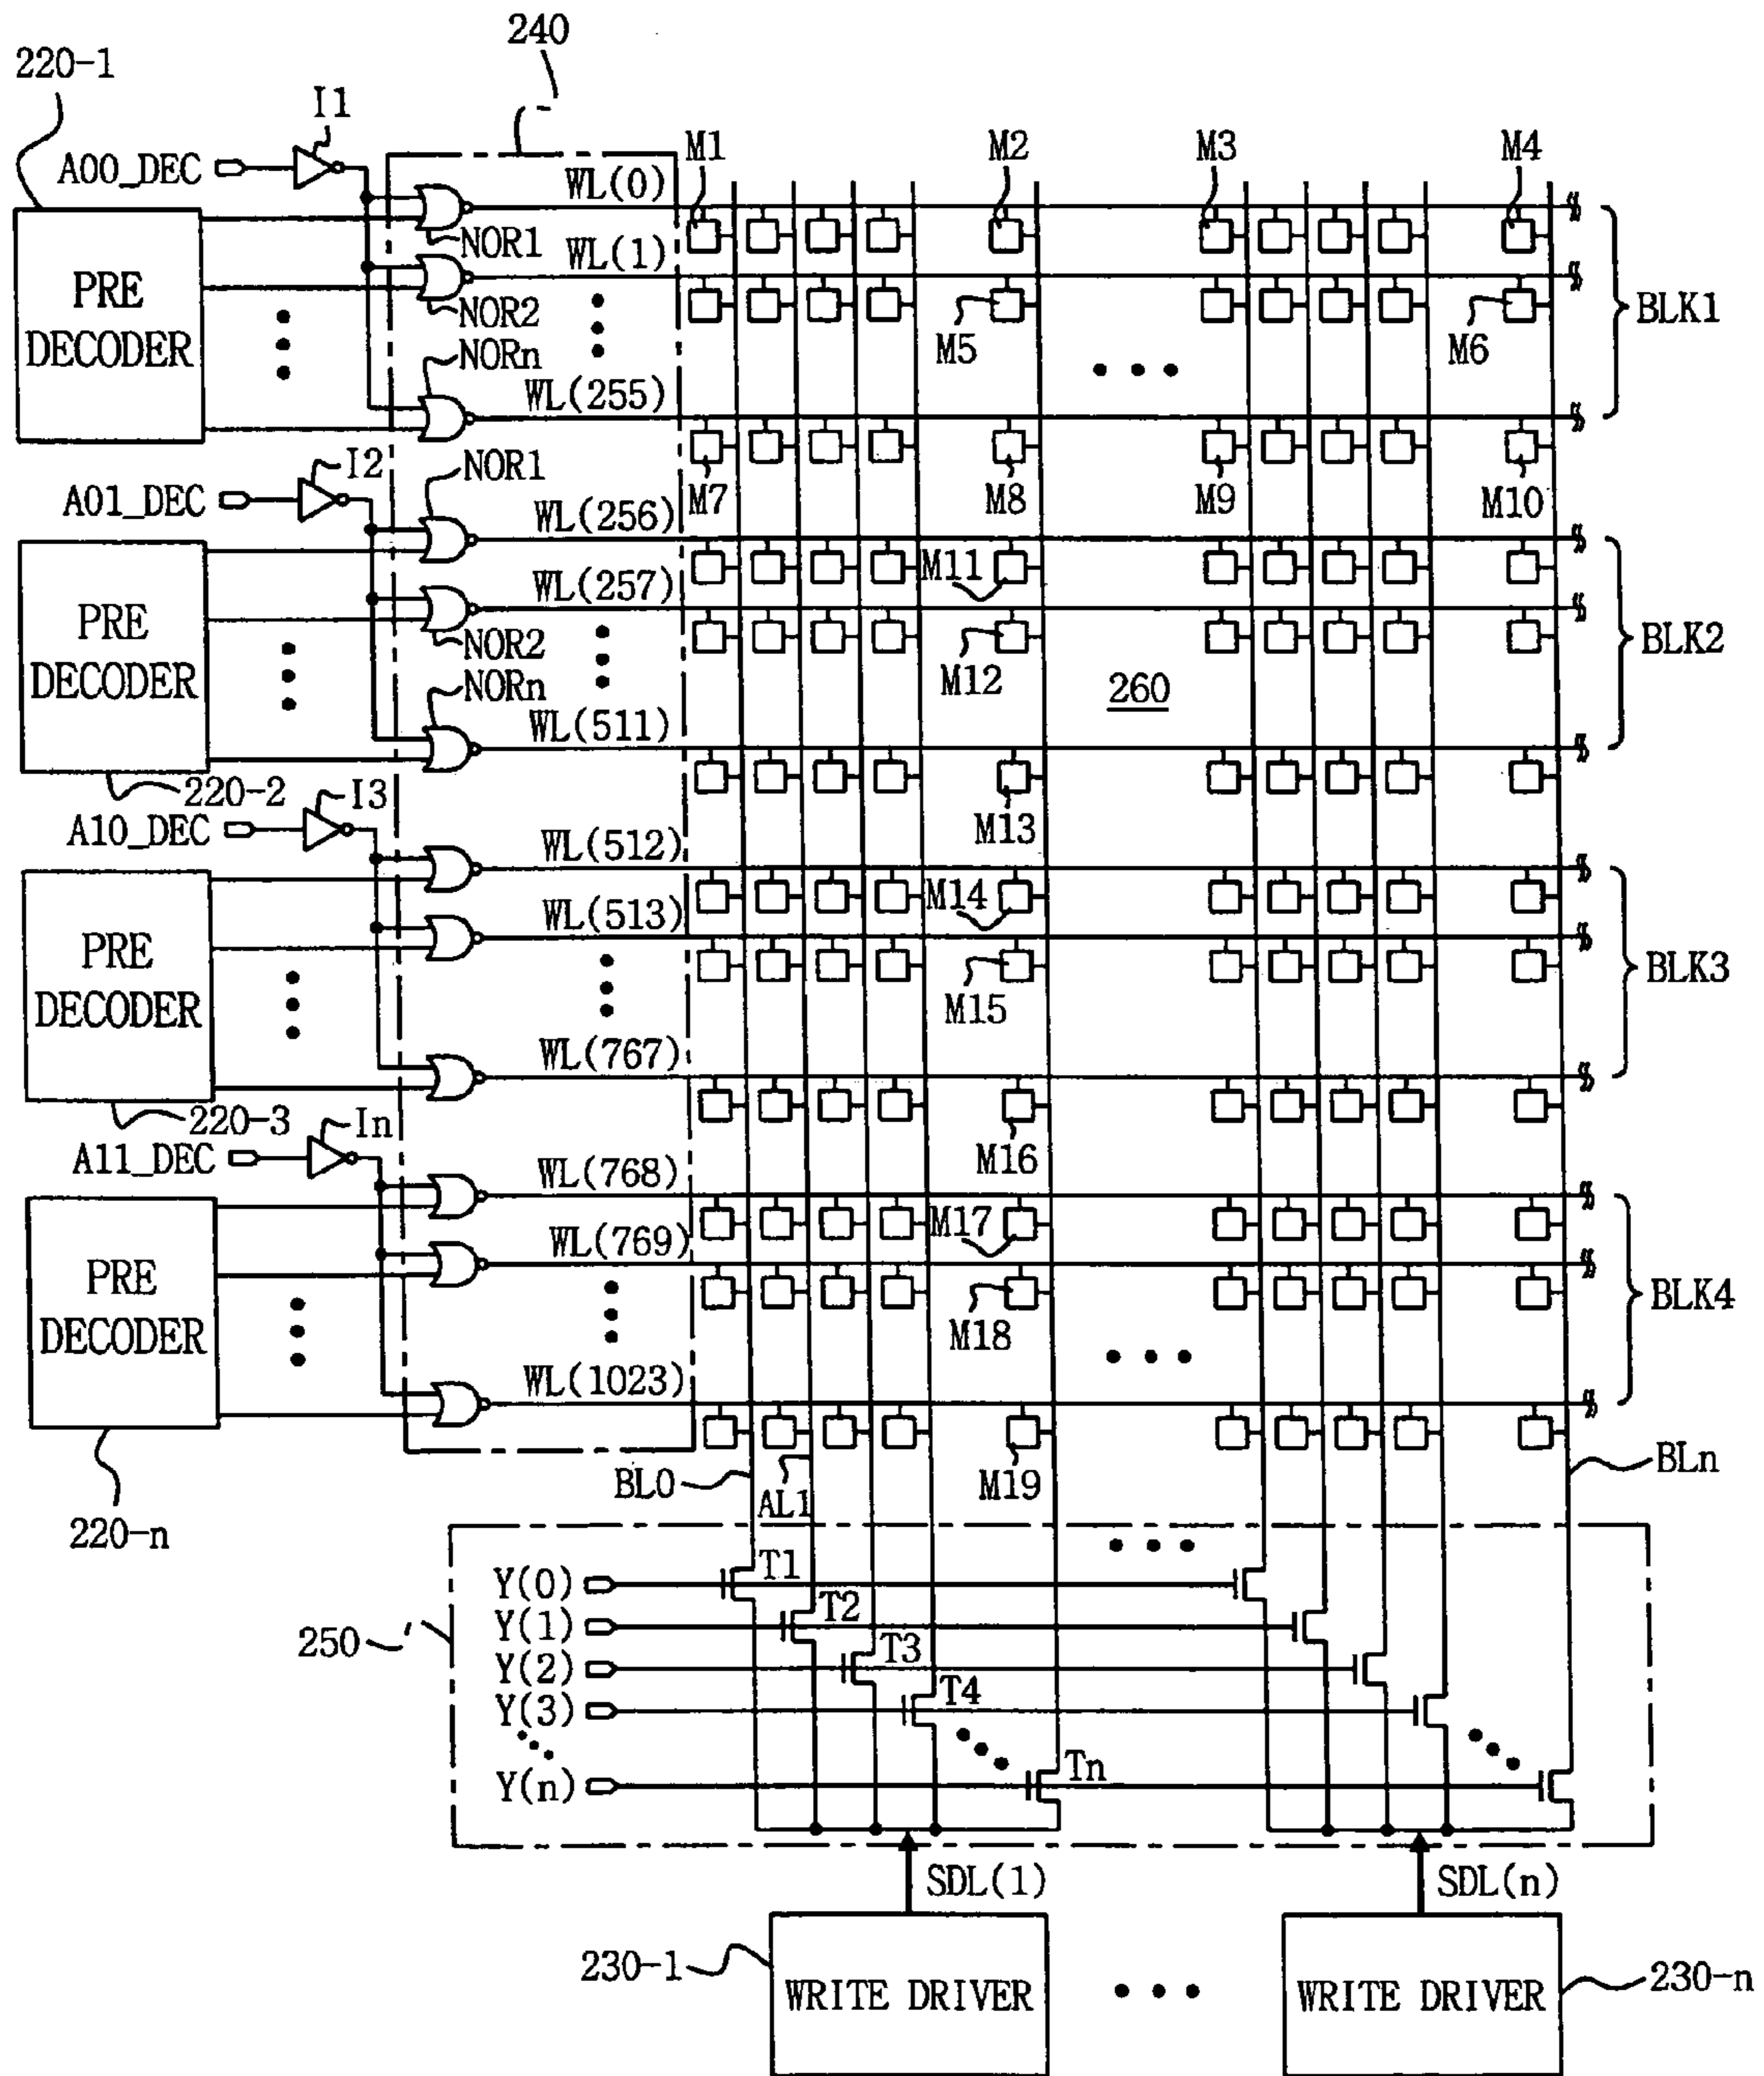 240
220-1
I1
A00_DEC
WL(0)
M1
M2
M3
M4
NOR1
WL(1)
PRE
DECODER
NOR2
M5
M6
BLK1
NORn
WL(255)
I2
NOR1
M7
M8
M9
M10
A01_DEC
WL(256)
M11
WL(257)
PRE
DECODER
NOR2
M12
BLK2
NORn
260
WL(511)
220-2
I3
A10_DEC
M13
WL(512)
M14
WL(513)
PRE
DECODER
M15
BLK3
WL(767)
220-3
In
A11_DEC
M16
WL(768)
M17
WL(769)
PRE
DECODER
M18
BLK4
WL(1023)
BL0
AL1
M19
BLn
220-n
Y(0)
T1
Y(1)
T2
250
Y(2)
T3
Y(3)
T4
Y(n)
Tn
SDL(1)
SDL(n)
230-1
WRITE DRIVER
WRITE DRIVER
230-n